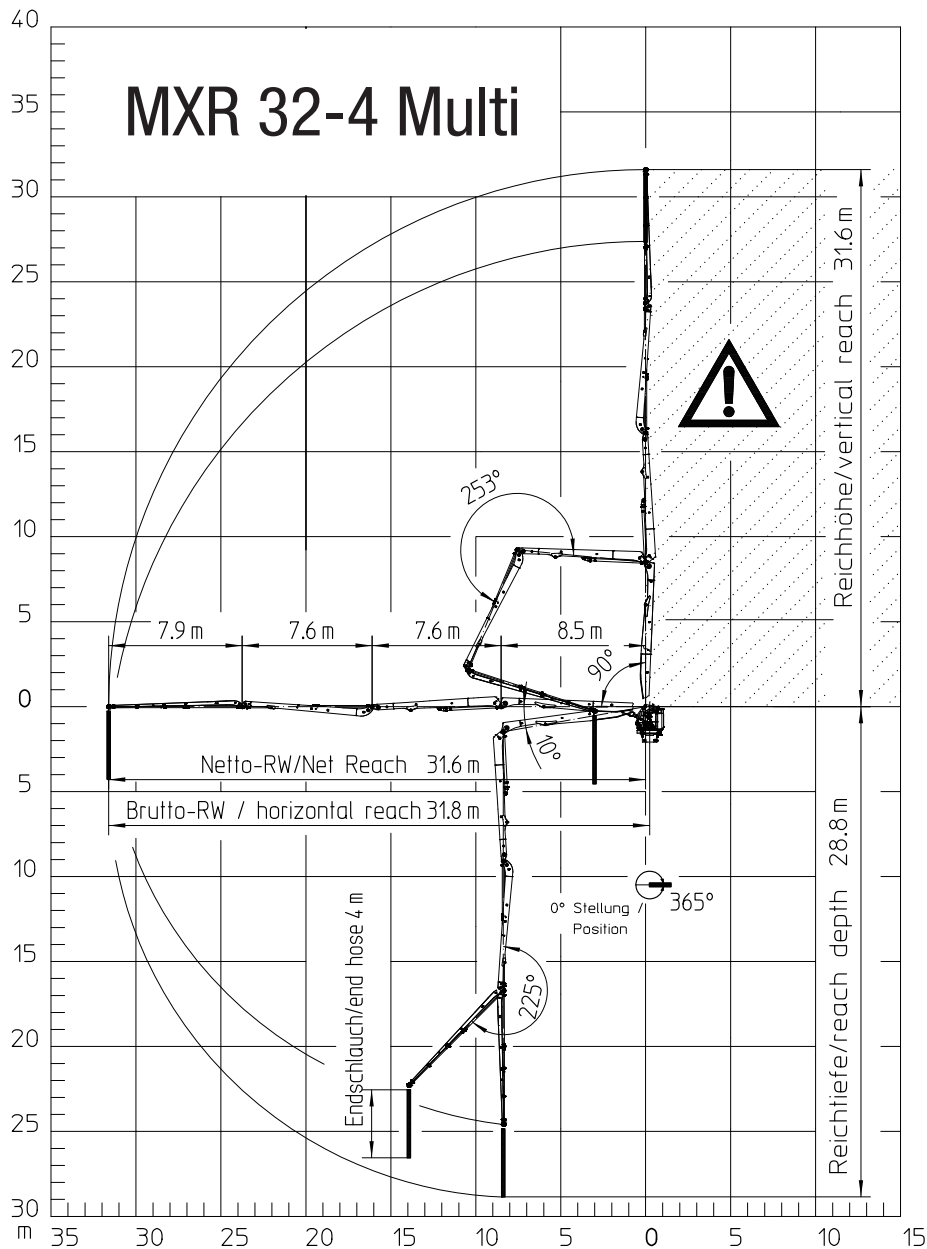 MXR 32-4 Multi
40
35
30
25
20
15
10
5
0
5
10
15
20
25
30
m
35
30
25
20
15
10
5
0
5
10
15
Reichhöhe/vertical reach 31.6 m
Reichtiefe/reach depth 28.8 m
253°
7.9 m
7.6 m
7.6 m
8.5 m
90°
10°
Netto-RW/Net Reach 31.6 m
Brutto-RW / horizontal reach 31.8 m
0° Stellung /
Position
365°
225°
Endschlauch/end hose 4 m